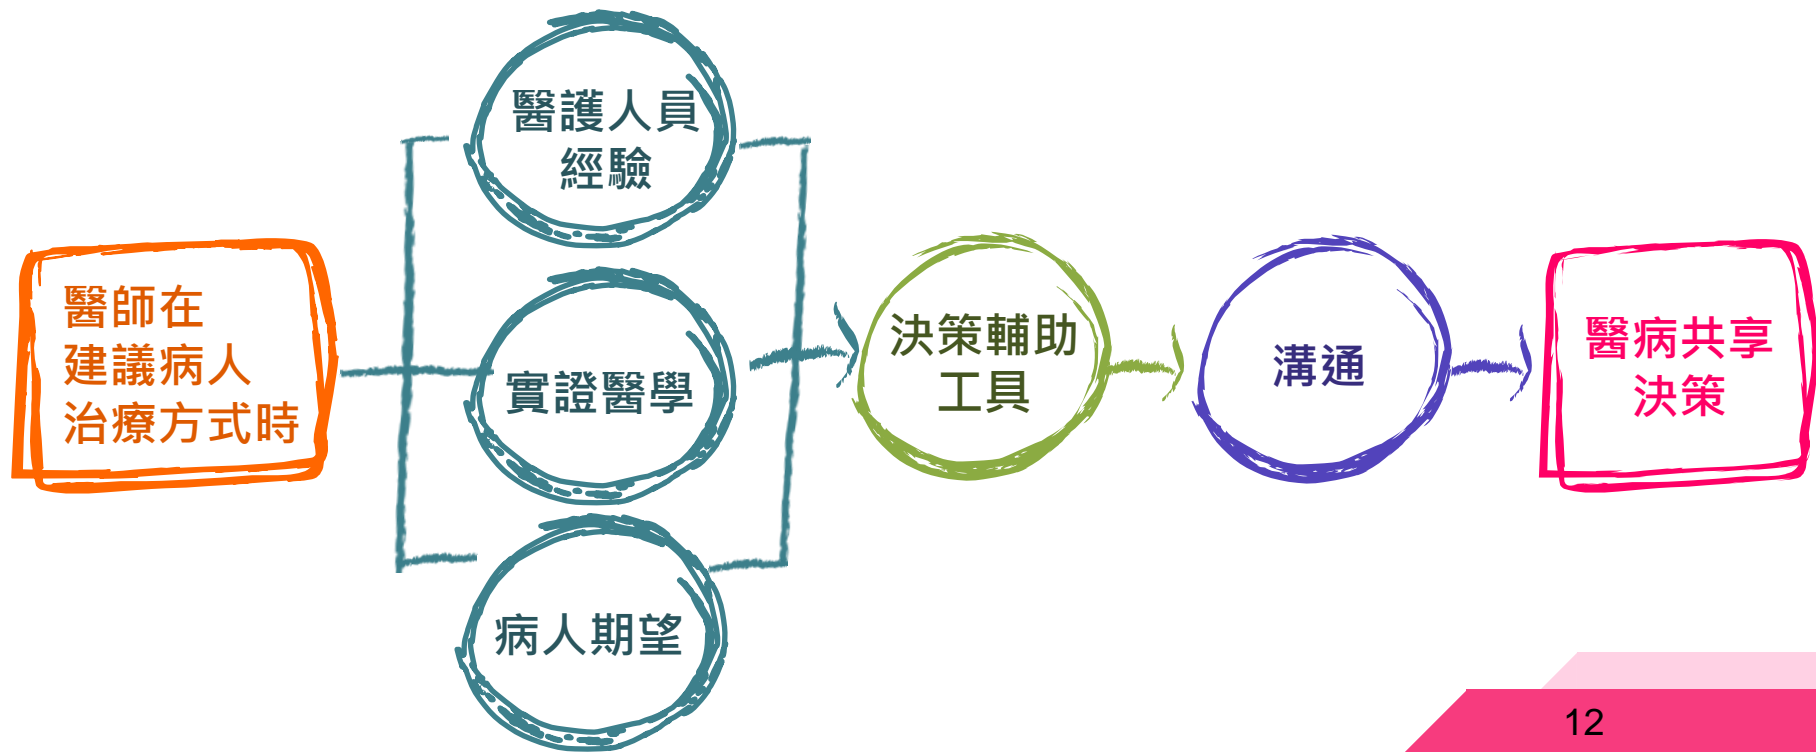 醫師在
建議病人
治療方式時
醫護人員
經驗
實證醫學
病人期望
決策輔助
工具
溝通
醫病共享
決策
12